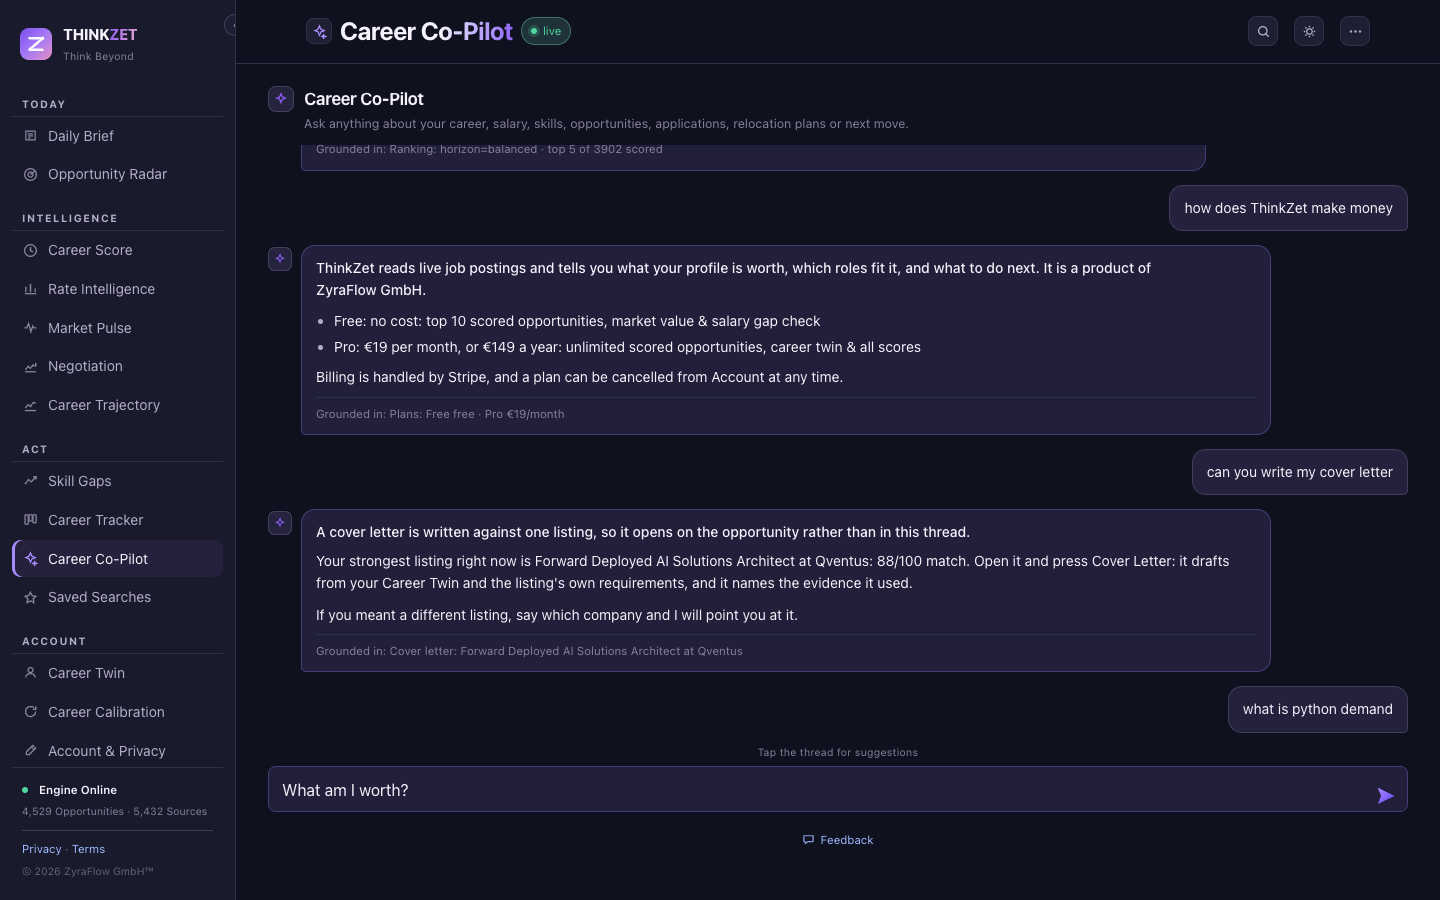 THINKZET
Think Beyond
TODAY
Daily Brief
Opportunity Radar
INTELLIGENCE
Career Score
Rate Intelligence
Market Pulse
Negotiation
Career Trajectory
ACT
Skill Gaps
Career Tracker
Career Co-Pilot
Saved Searches
ACCOUNT
Career Twin
Career Calibration
Account & Privacy
Engine Online
4,529 Opportunities · 5,432 Sources
Privacy · Terms
© 2026 ZyraFlow GmbH™
Career Co-Pilot
live
Career Co-Pilot
Ask anything about your career, salary, skills, opportunities, applications, relocation plans or next move.
Grounded in: Ranking: horizon=balanced · top 5 of 3902 scored
how does ThinkZet make money
ThinkZet reads live job postings and tells you what your profile is worth, which roles fit it, and what to do next. It is a product of
ZyraFlow GmbH.
• Free: no cost: top 10 scored opportunities, market value & salary gap check
• Pro: €19 per month, or €149 a year: unlimited scored opportunities, career twin & all scores
Billing is handled by Stripe, and a plan can be cancelled from Account at any time.
Grounded in: Plans: Free free · Pro €19/month
can you write my cover letter
A cover letter is written against one listing, so it opens on the opportunity rather than in this thread.
Your strongest listing right now is Forward Deployed AI Solutions Architect at Qventus: 88/100 match. Open it and press Cover Letter: it drafts
from your Career Twin and the listing's own requirements, and it names the evidence it used.
If you meant a different listing, say which company and I will point you at it.
Grounded in: Cover letter: Forward Deployed AI Solutions Architect at Qventus
what is python demand
Tap the thread for suggestions
What am I worth?
Feedback